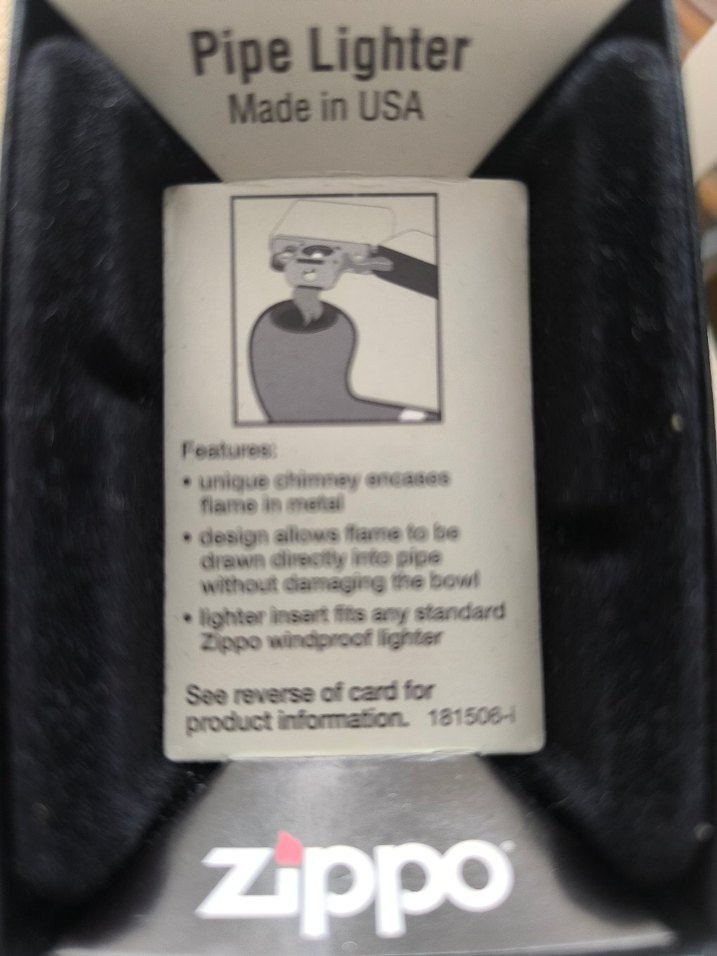 Pipe Lighter
Made in USA
Features:
• unique chimney encases
flame in metal
• design allows flame to be
drawn directly into pipe
without damaging the bowl
• lighter insert fits any standard
Zippo windproof lighter
See reverse of card for
product information. 181506-i
zippo